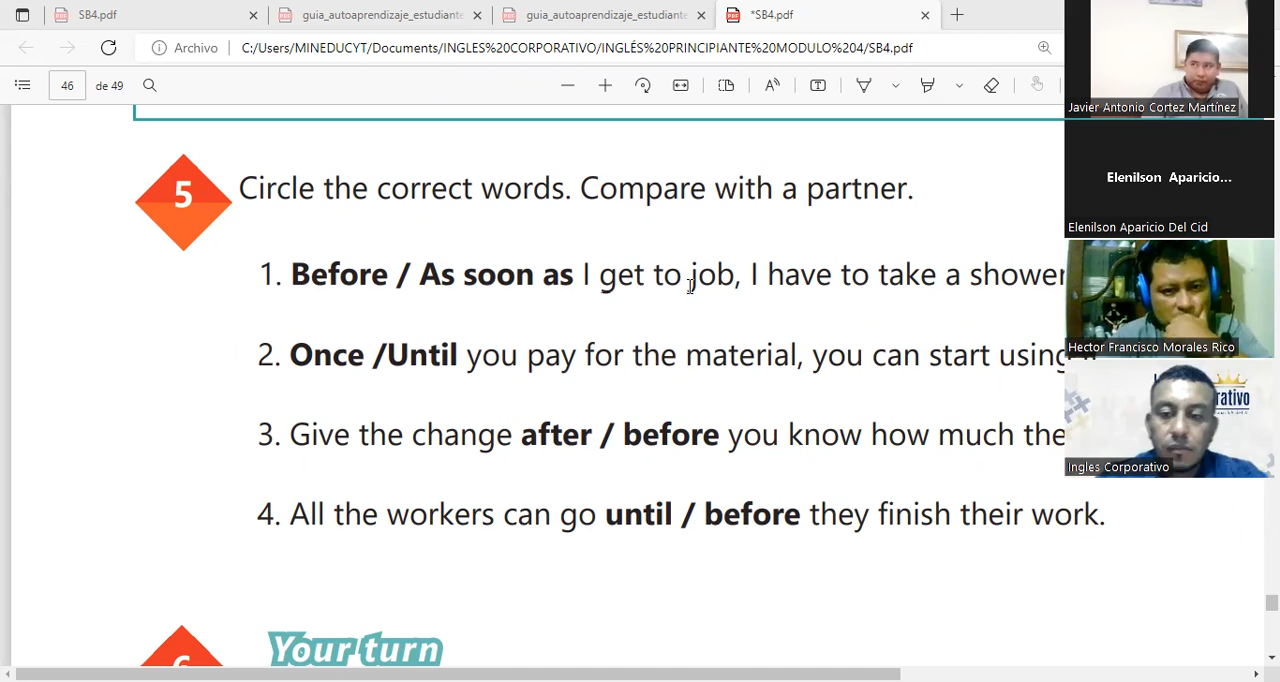 SB4.pdf
guia_autoaprendizaje_estudiante
guia_autoaprendizaje_estudiante
*SB4.pdf
Archivo
C:/Users/MINEDUCYT/Documents/INGLES%20CORPORATIVO/INGLÉS%20PRINCIPIANTE%20MODULO%204/SB4.pdf
46 de 49
Javier Antonio Cortez Martínez
5 Circle the correct words. Compare with a partner.
Elenilson Aparicio...
Elenilson Aparicio Del Cid
1. Before / As soon as I get to job, I have to take a shower
Hector Francisco Morales Rico
2. Once /Until you pay for the material, you can start using
rativo
3. Give the change after / before you know how much the
Ingles Corporativo
4. All the workers can go until / before they finish their work.
6 Your turn